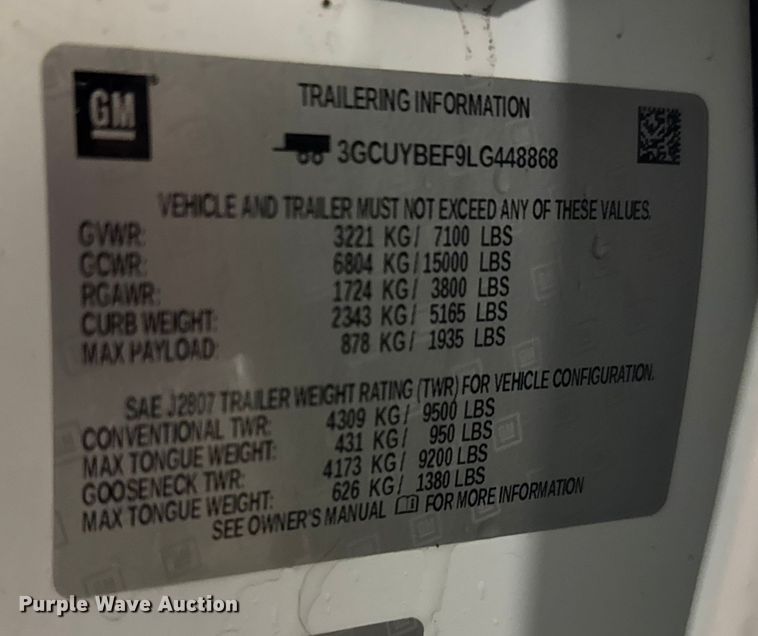 GM
TRAILERING INFORMATION
3GCUYBEF9LG448868
VEHICLE AND TRAILER MUST NOT EXCEED ANY OF THESE VALUES.
GVWR: 3221 KG/ 7100 LBS
GCWR: 6804 KG/15000 LBS
RGAWR: 1724 KG/ 3800 LBS
CURB WEIGHT: 2343 KG/ 5165 LBS
MAX PAYLOAD: 878 KG/ 1935 LBS
SAE J2807 TRAILER WEIGHT RATING (TWR) FOR VEHICLE CONFIGURATION.
CONVENTIONAL TWR: 4309 KG/ 9500 LBS
MAX TONGUE WEIGHT: 431 KG/ 950 LBS
GOOSENECK TWR: 4173 KG/ 9200 LBS
MAX TONGUE WEIGHT: 626 KG/ 1380 LBS
SEE OWNER'S MANUAL FOR MORE INFORMATION
Purple Wave Auction